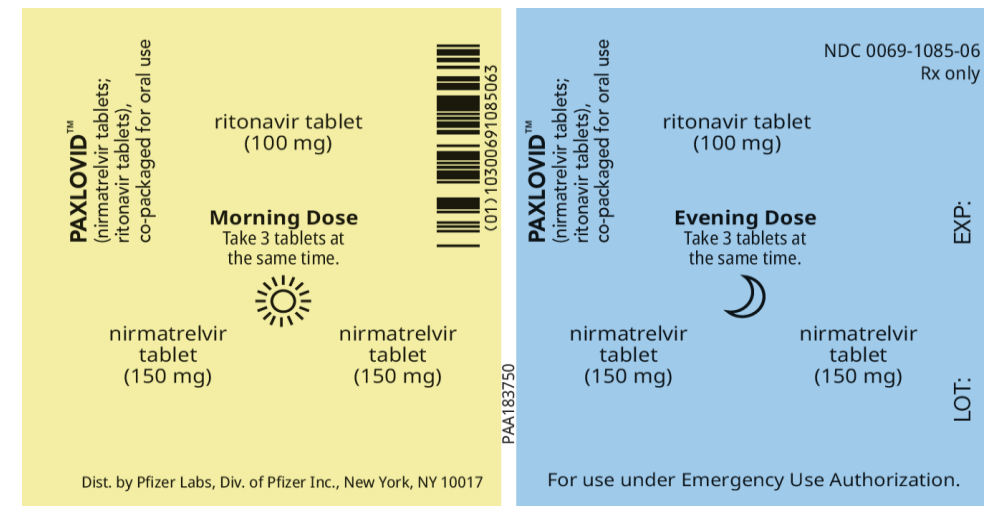 PAXLOVID™
(nirmatrelvir tablets;
ritonavir tablets),
co-packaged for oral use
ritonavir tablet
(100 mg)
(01)10300691085063
Morning Dose
Take 3 tablets at
the same time.
nirmatrelvir
tablet
(150 mg)
nirmatrelvir
tablet
(150 mg)
Dist. by Pfizer Labs, Div. of Pfizer Inc., New York, NY 10017
PAA183750
PAXLOVID™
(nirmatrelvir tablets;
ritonavir tablets),
co-packaged for oral use
NDC 0069-1085-06
Rx only
ritonavir tablet
(100 mg)
Evening Dose
Take 3 tablets at
the same time.
EXP:
nirmatrelvir
tablet
(150 mg)
nirmatrelvir
tablet
(150 mg)
LOT:
For use under Emergency Use Authorization.